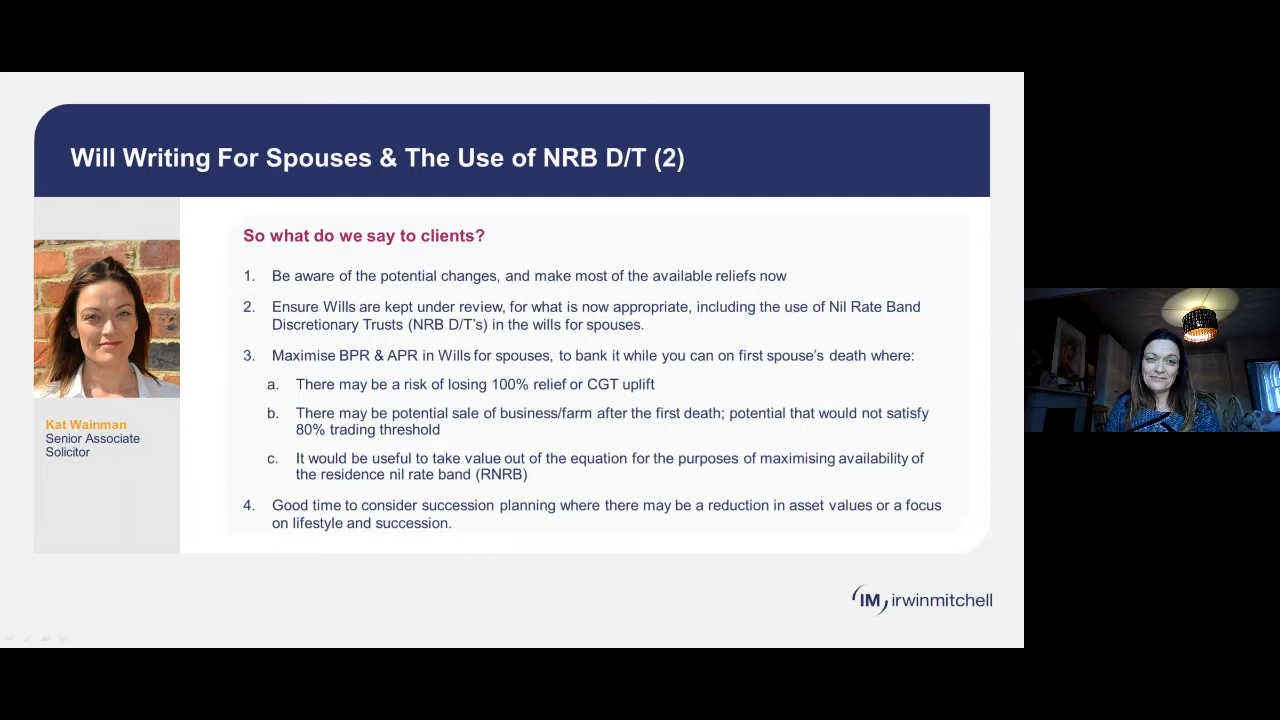 Will Writing For Spouses & The Use of NRB D/T (2)
So what do we say to clients?
1. Be aware of the potential changes, and make most of the available reliefs now
2. Ensure Wills are kept under review, for what is now appropriate, including the use of Nil Rate Band
Discretionary Trusts (NRB D/T's) in the wills for spouses.
3. Maximise BPR & APR in Wills for spouses, to bank it while you can on first spouse's death where:
a. There may be a risk of losing 100% relief or CGT uplift
b. There may be potential sale of business/farm after the first death; potential that would not satisfy
80% trading threshold
c. It would be useful to take value out of the equation for the purposes of maximising availability of
the residence nil rate band (RNRB)
4. Good time to consider succession planning where there may be a reduction in asset values or a focus
on lifestyle and succession.
Kat Wainman
Senior Associate
Solicitor
IM irwinmitchell